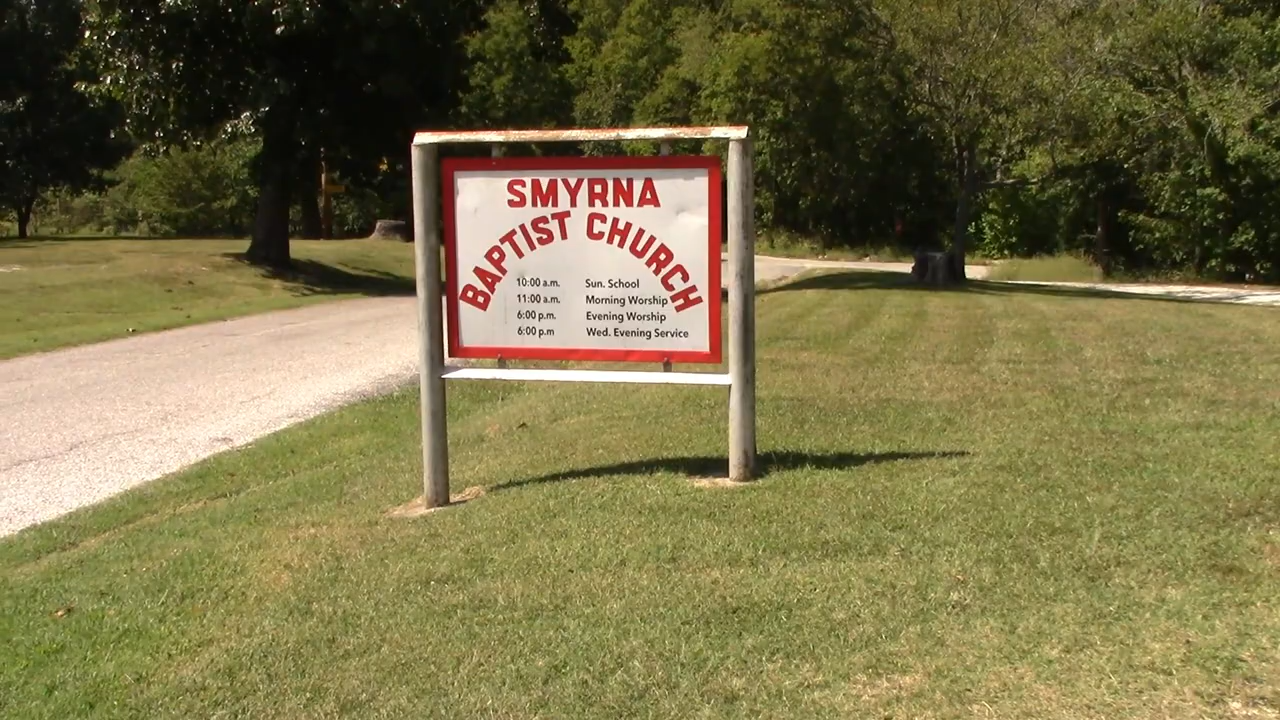 SMYRNA
BAPTIST CHURCH
10:00 a.m. Sun. School
11:00 a.m. Morning Worship
6:00 p.m. Evening Worship
6:00 p.m Wed. Evening Service